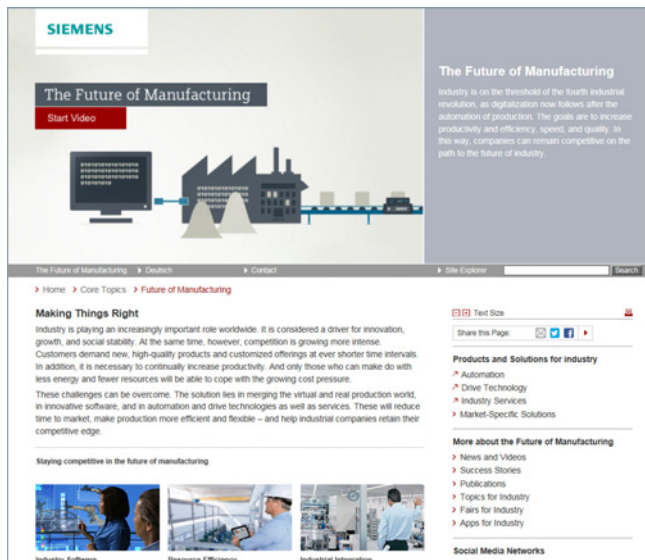 SIEMENS
The Future of Manufacturing
Start Video
The Future of Manufacturing
Industry is on the threshold of the fourth industrial
revolution, as digitalization now follows after the
automation of production. The goals are to increase
productivity and efficiency, speed, and quality. In
this way, companies can remain competitive on the
path to the future of industry.
The Future of Manufacturing
Deutsch
Contact
Site Explorer
Search
Home
Core Topics
Future of Manufacturing
Making Things Right
Industry is playing an increasingly important role worldwide. It is considered a driver for innovation,
growth, and social stability. At the same time, however, competition is growing more intense.
Customers demand new, high-quality products and customized offerings at ever shorter time intervals.
In addition, it is necessary to continually increase productivity. And only those who can make do with
less energy and fewer resources will be able to cope with the growing cost pressure.
These challenges can be overcome. The solution lies in merging the virtual and real production world,
in innovative software, and in automation and drive technologies as well as services. These will reduce
time to market, make production more efficient and flexible – and help industrial companies retain their
competitive edge.
Staying competitive in the future of manufacturing
Industry Software
Resource Efficiency
Industrial Integration
Text Size
Share this Page:
Products and Solutions for industry
Automation
Drive Technology
Industry Services
Market-Specific Solutions
More about the Future of Manufacturing
News and Videos
Success Stories
Publications
Topics for Industry
Fairs for Industry
Apps for Industry
Social Media Networks